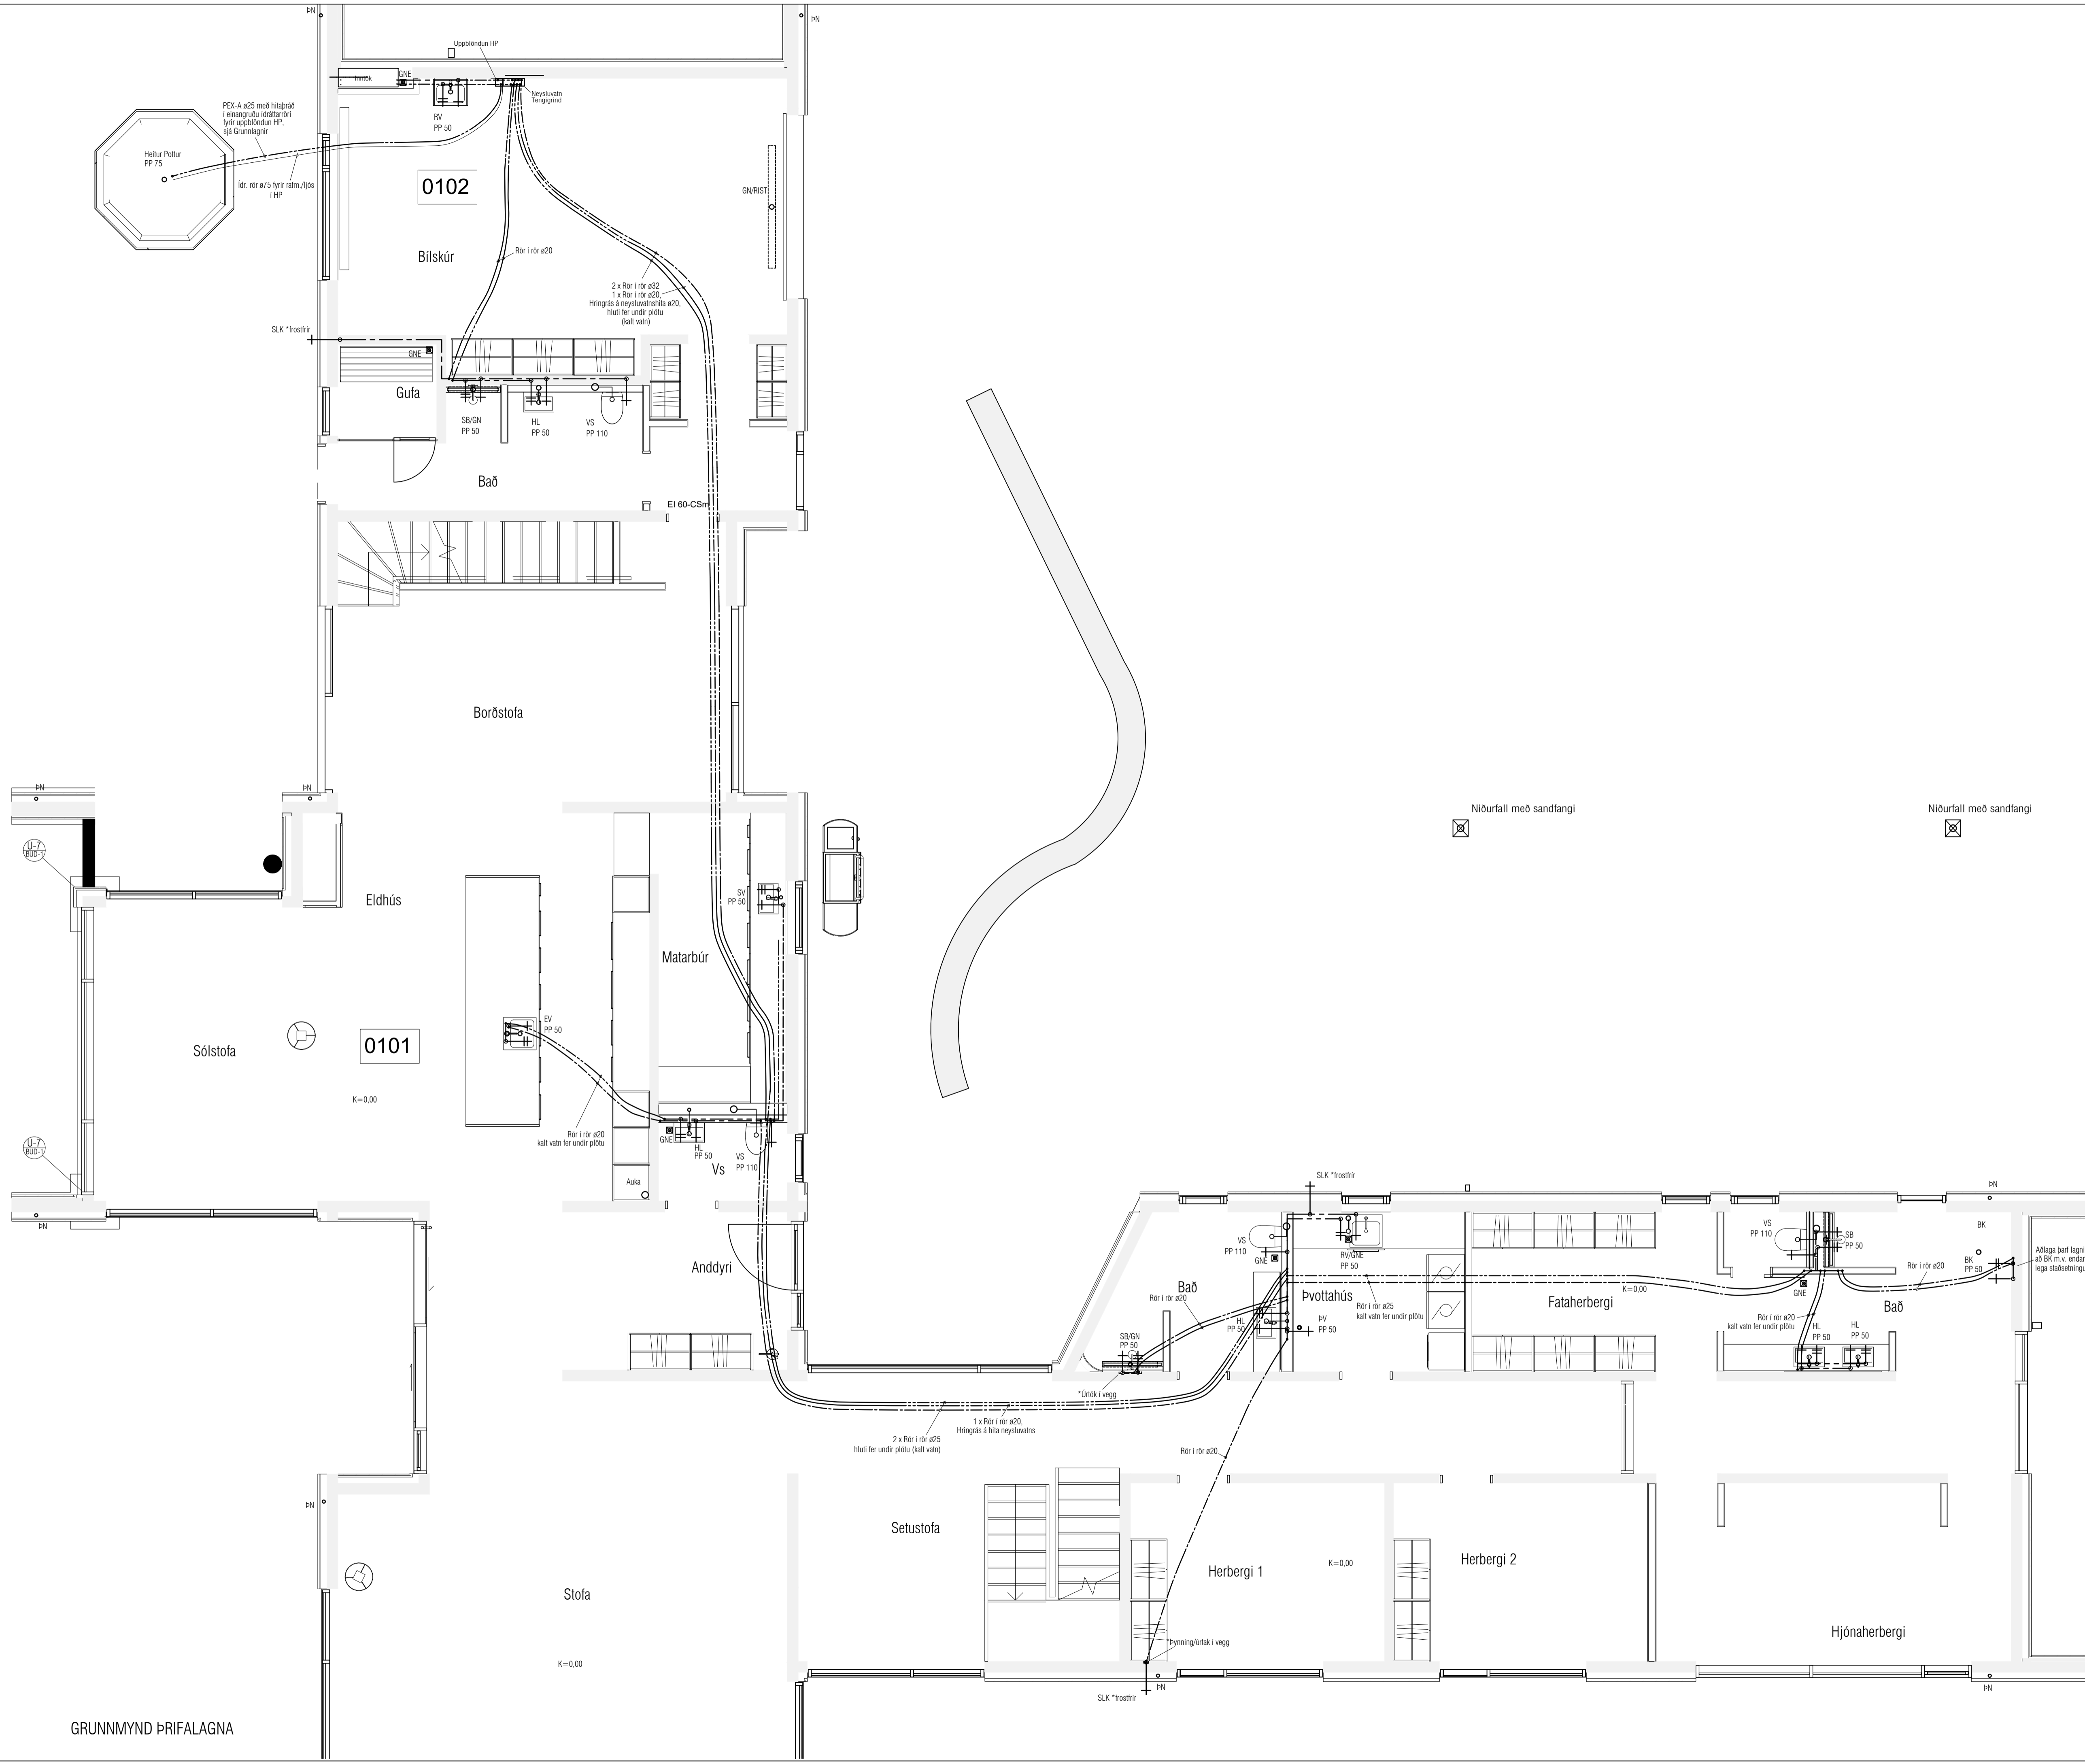 ÞN
ÞN
Uppblöndun HP
Inntök
GNE
Neysluvatn
Tengigrind
RV
PP 50
PEX-A ø25 með hitaþráð
í einangruðu ídráttarröri
fyrir uppblöndun HP,
sjá Grunnlagnir
Heitur Pottur
PP 75
Ídr. rör ø75 fyrir rafm./ljós
í HP
0102
GN/RIST
Bílskúr
Rör í rör ø20
2 x Rör í rör ø32
1 x Rör í rör ø20,
Hringrás á neysluvatnshita ø20,
hluti fer undir plötu
(kalt vatn)
SLK *frostfrír
GNE
Gufa
SB/GN
PP 50
HL
PP 50
VS
PP 110
Bað
EI 60-CSm
Borðstofa
ÞN
ÞN
Niðurfall með sandfangi
Niðurfall með sandfangi
U-7
BUD-1
Eldhús
SV
PP 50
Matarbúr
EV
PP 50
Sólstofa
0101
K=0,00
Rör í rör ø20
kalt vatn fer undir plötu
GNE
HL
PP 50
VS
PP 110
Vs
U-7
BUD-1
Auka
ÞN
SLK *frostfrír
ÞN
VS
PP 110
GNE
RV/GNE
PP 50
VS
PP 110
SB
PP 50
BK
BK
PP 50
Aðlaga þarf lagnir
að BK m.v. endan
lega staðsetningu
Anddyri
Bað
Rör í rör ø20
Þvottahús
Rör í rör ø25
kalt vatn fer undir plötu
Fataherbergi
K=0,00
GNE
Rör í rör ø20
Bað
HL
PP 50
ÞV
PP 50
Rör í rör ø20
kalt vatn fer undir plötu
HL
PP 50
HL
PP 50
SB/GN
PP 50
*Úrtök í vegg
1 x Rör í rör ø20,
Hringrás á hita neysluvatns
2 x Rör í rör ø25
hluti fer undir plötu (kalt vatn)
Rör í rör ø20
ÞN
Setustofa
Herbergi 1
K=0,00
Herbergi 2
Stofa
Hjónaherbergi
*Þynning/úrtak í vegg
K=0,00
SLK *frostfrír
ÞN
ÞN
GRUNNMYND ÞRIFALAGNA